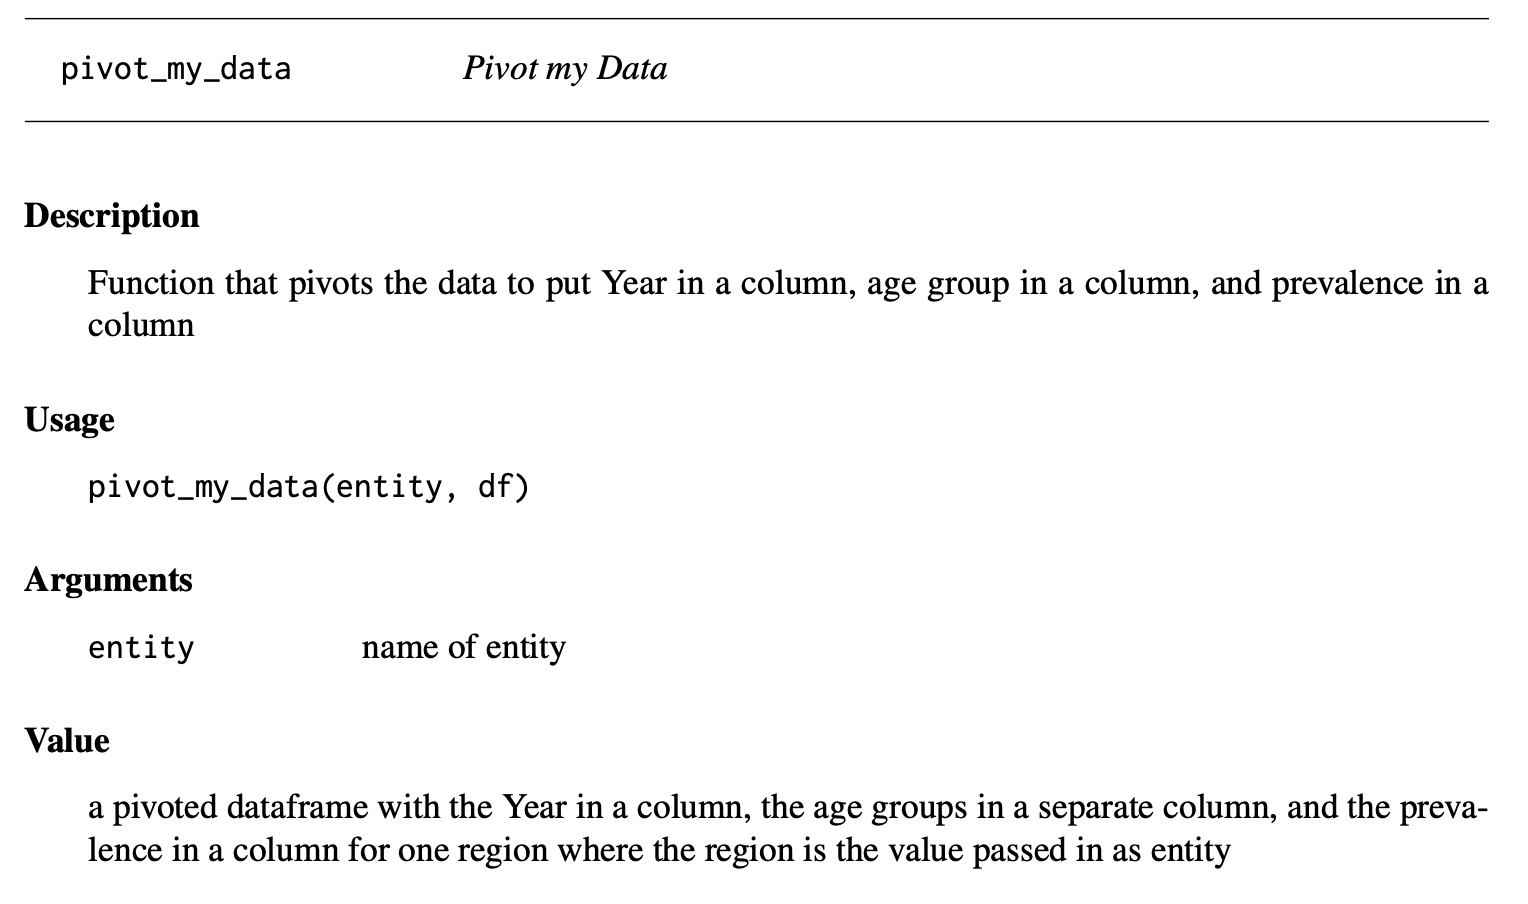 pivot_my_data Pivot my Data
Description
Function that pivots the data to put Year in a column, age group in a column, and prevalence in a
column
Usage
pivot_my_data(entity, df)
Arguments
entity name of entity
Value
a pivoted dataframe with the Year in a column, the age groups in a separate column, and the preva-
lence in a column for one region where the region is the value passed in as entity